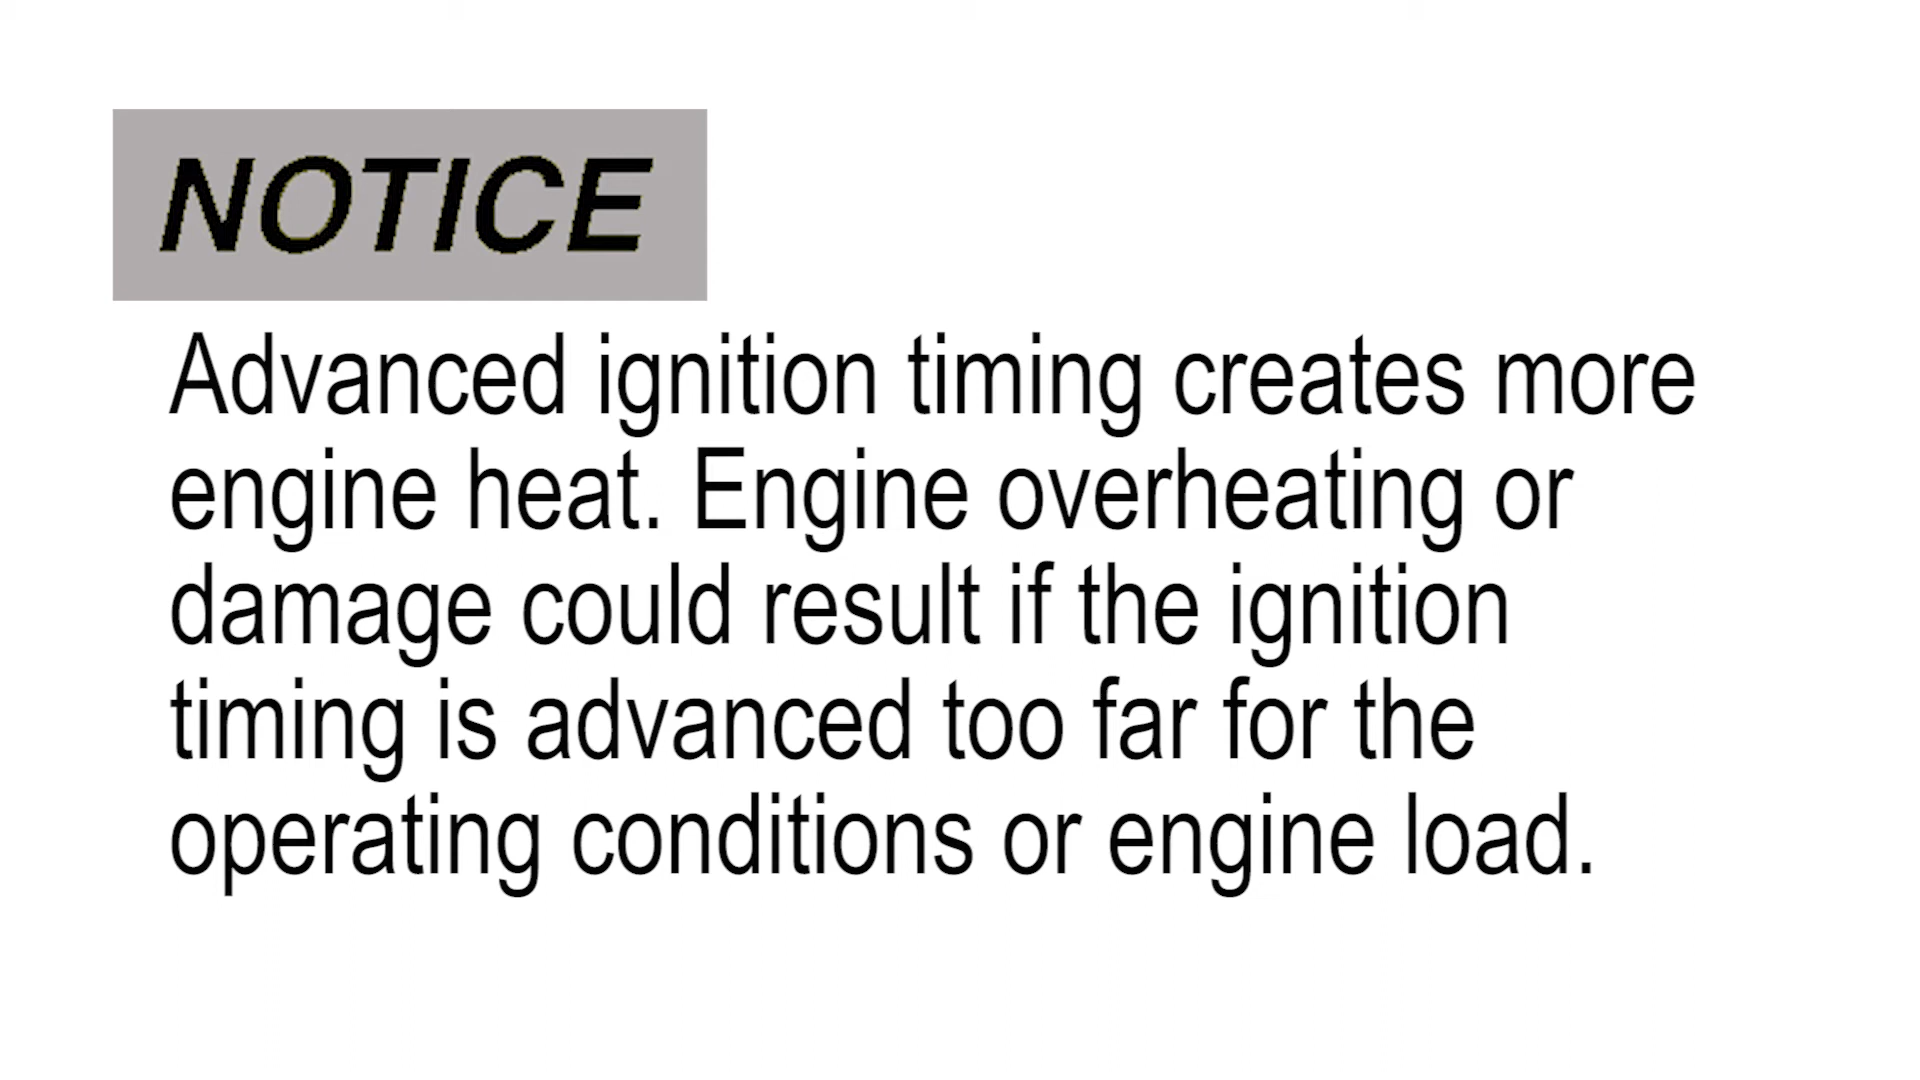 NOTICE
Advanced ignition timing creates more
engine heat. Engine overheating or
damage could result if the ignition
timing is advanced too far for the
operating conditions or engine load.